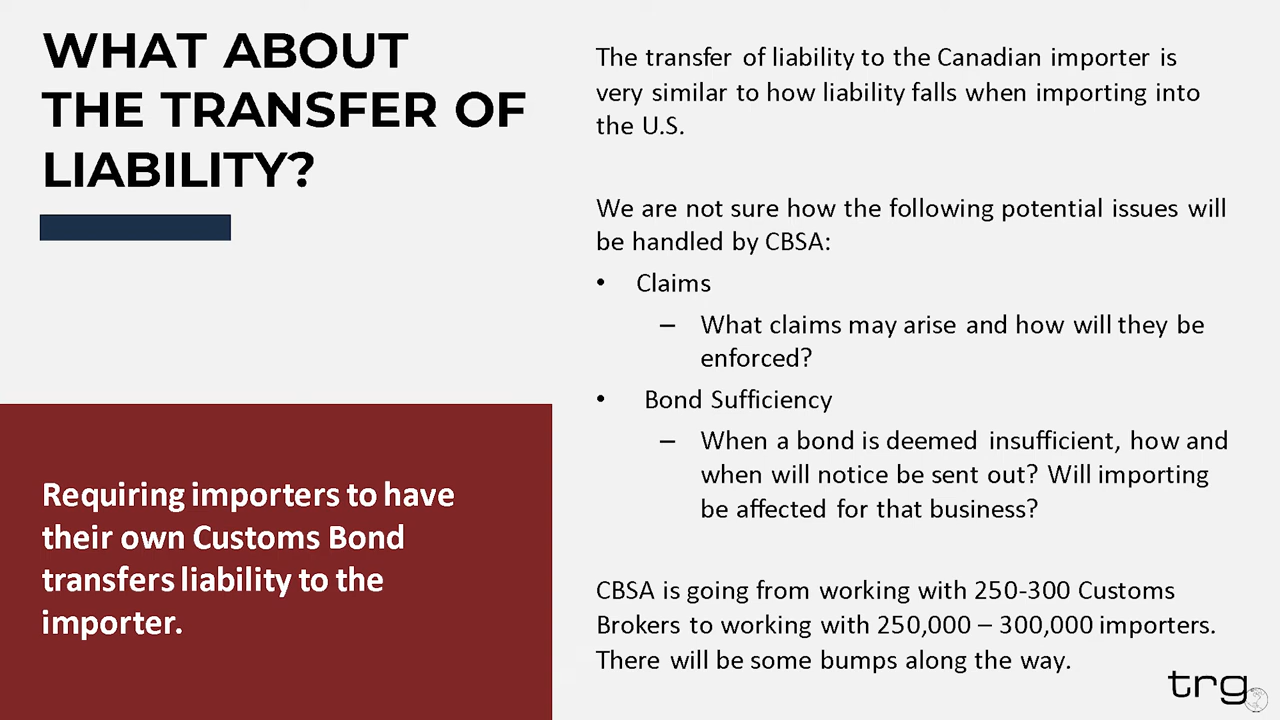 WHAT ABOUT
THE TRANSFER OF
LIABILITY?
Requiring importers to have
their own Customs Bond
transfers liability to the
importer.
The transfer of liability to the Canadian importer is
very similar to how liability falls when importing into
the U.S.
We are not sure how the following potential issues will
be handled by CBSA:
• Claims
– What claims may arise and how will they be
enforced?
• Bond Sufficiency
– When a bond is deemed insufficient, how and
when will notice be sent out? Will importing
be affected for that business?
CBSA is going from working with 250-300 Customs
Brokers to working with 250,000 – 300,000 importers.
There will be some bumps along the way.
trg